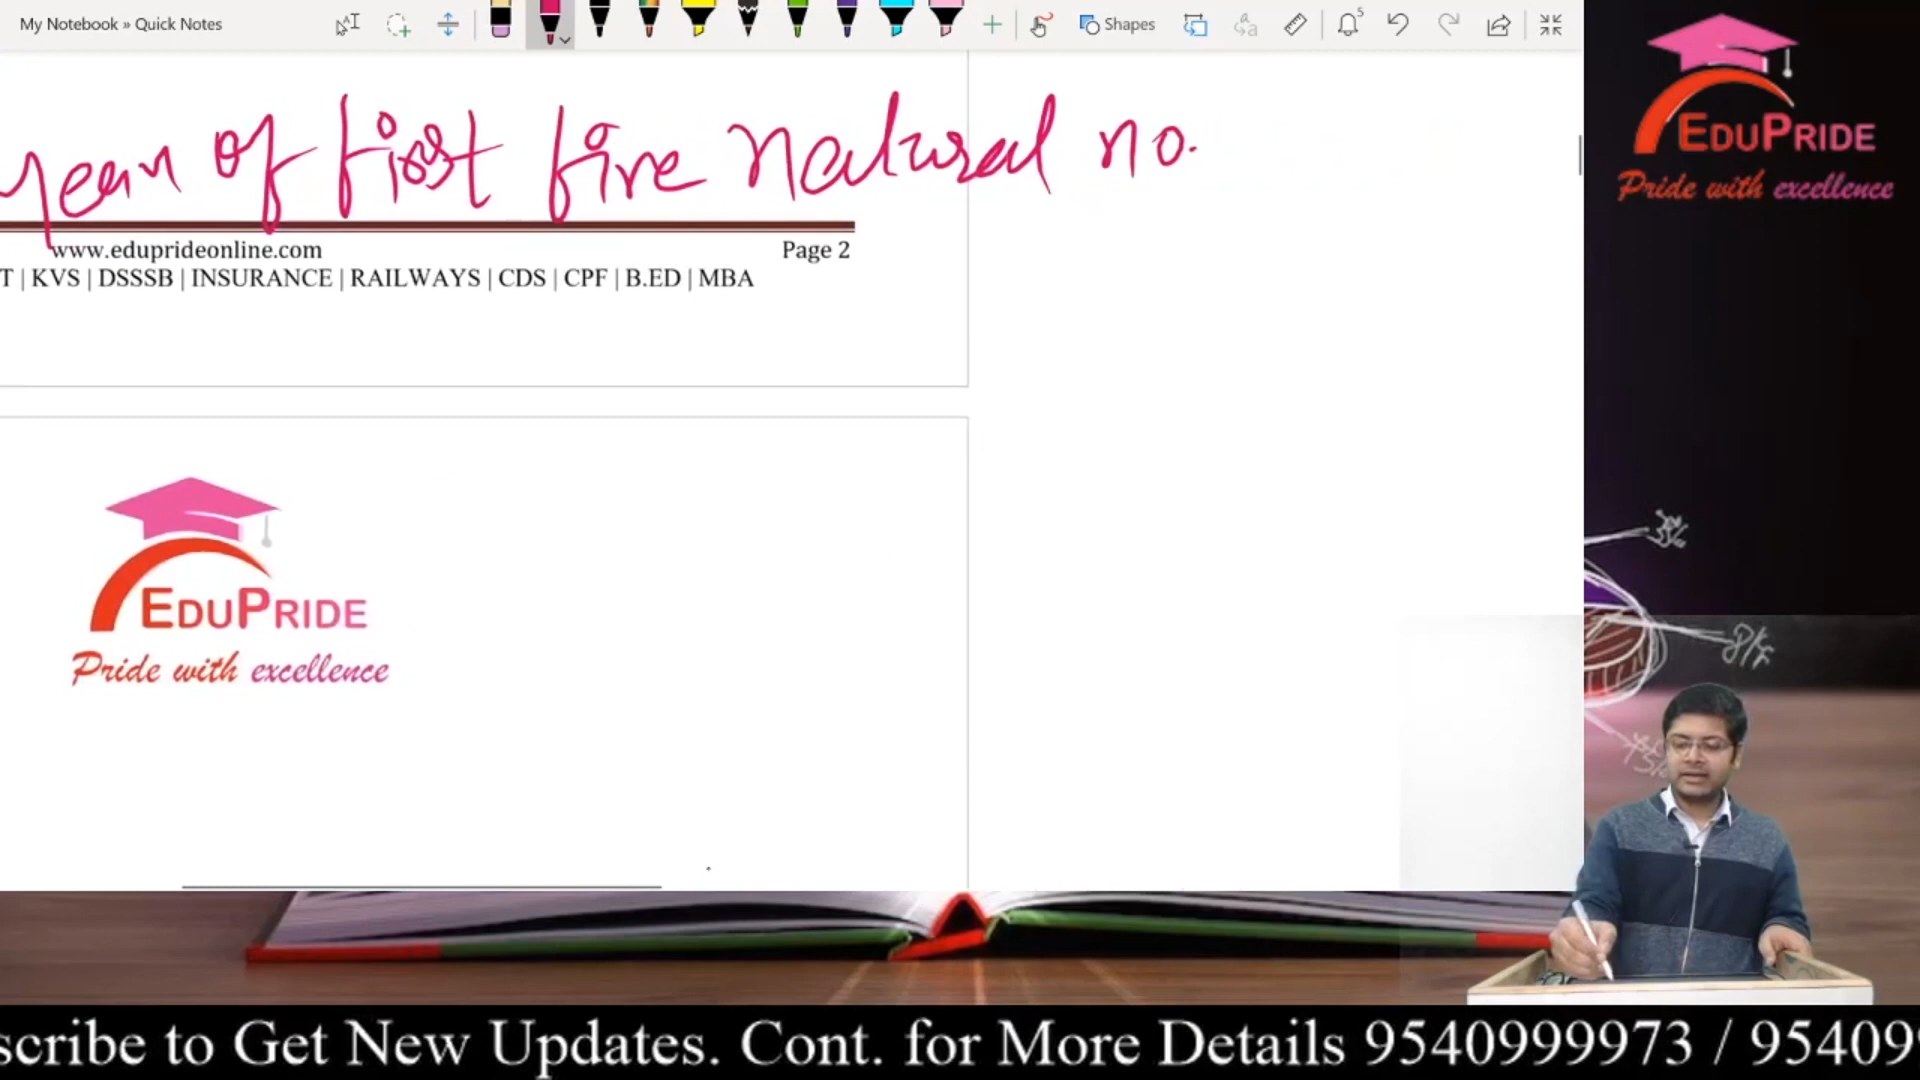 My Notebook » Quick Notes
Shapes
5
mean of first five natural no.
www.eduprideonline.com
Page 2
T | KVS | DSSSB | INSURANCE | RAILWAYS | CDS | CPF | B.ED | MBA
EDUPRIDE
Pride with excellence
EDUPRIDE
Pride with excellence
scribe to Get New Updates. Cont. for More Details 9540999973 / 95409